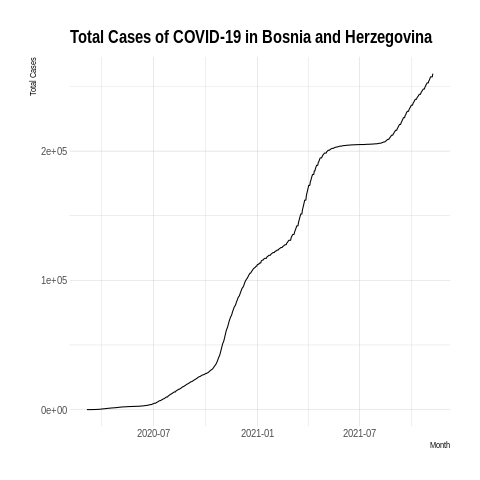 Total Cases of COVID-19 in Bosnia and Herzegovina
Total Cases
2e+05
1e+05
0e+00
2020-07
2021-01
2021-07
Month